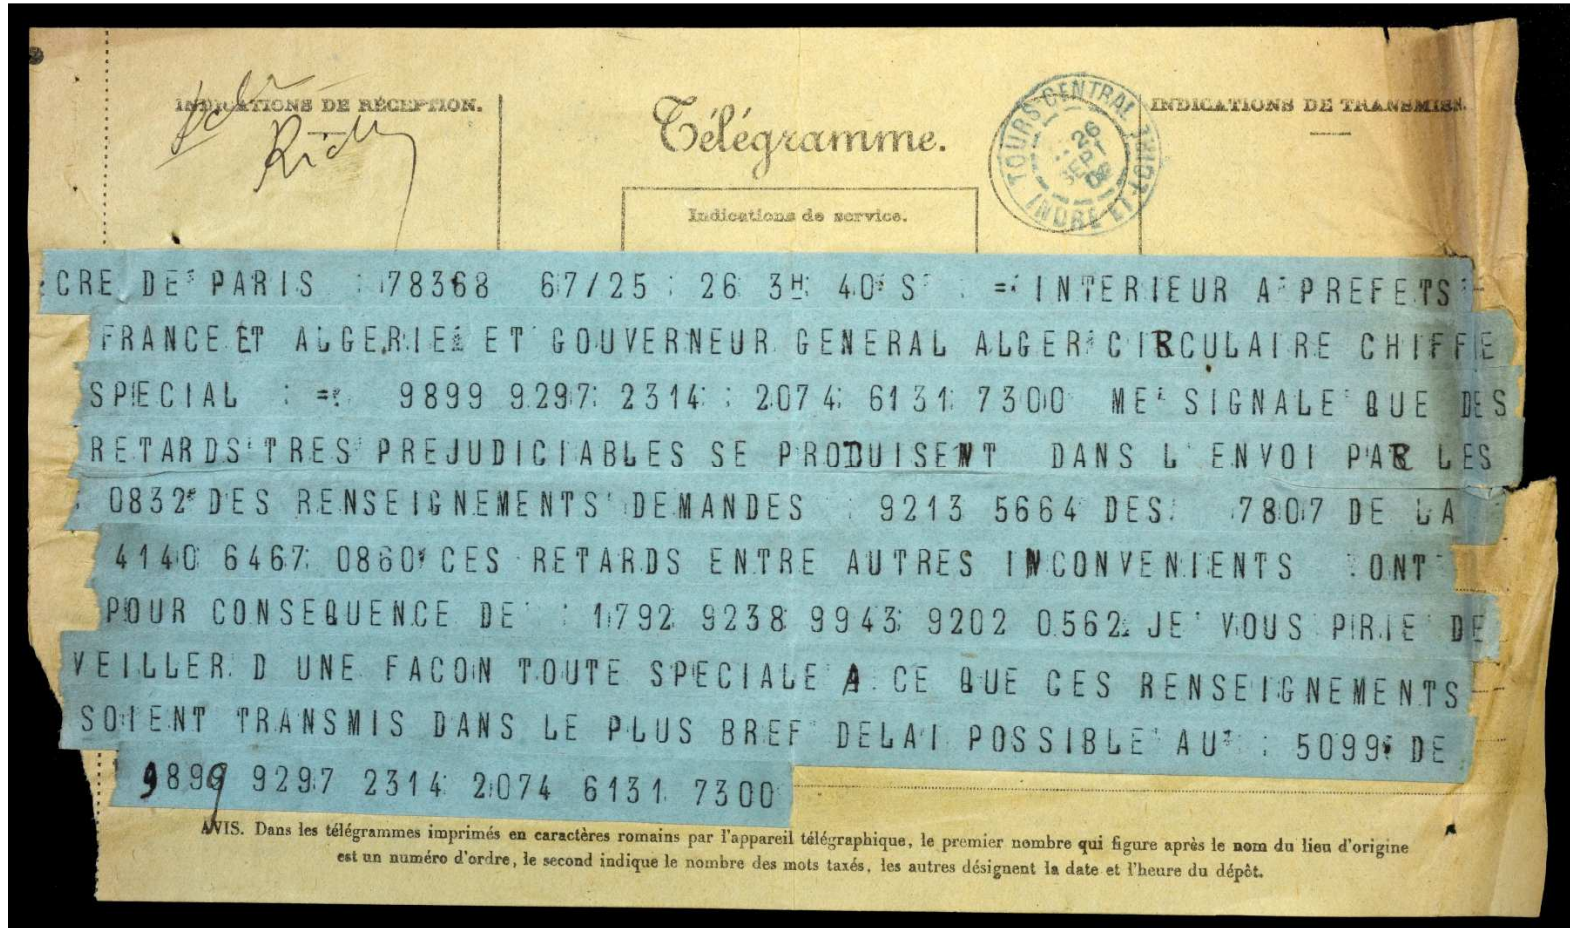 INDICATIONS DE RÉCEPTION.
Télégramme.
INDICATIONS DE TRANSMISS.
TOURS-CENTRAL INDRE ET LOIRE
26 SEPT 08
Indications de service.
CRE DE PARIS 78368 67/25 26 3H 40 S = INTERIEUR A PREFETS
FRANCE ET ALGERIE ET GOUVERNEUR GENERAL ALGER CIRCULAIRE CHIFFE
SPECIAL = 9899 9297 2314 2074 6131 7300 ME SIGNALE QUE DES
RETARDS TRES PREJUDICIABLES SE PRODUISENT DANS L ENVOI PAR LES
0832 DES RENSEIGNEMENTS DEMANDES 9213 5664 DES 7807 DE LA
4140 6467 0860 CES RETARDS ENTRE AUTRES INCONVENIENTS ONT
POUR CONSEQUENCE DE 1792 9238 9943 9202 0562 JE VOUS PRIE DE
VEILLER D UNE FACON TOUTE SPECIALE A CE QUE CES RENSEIGNEMENTS
SOIENT TRANSMIS DANS LE PLUS BREF DELAI POSSIBLE AU 5099 DE
9899 9297 2314 2074 6131 7300
AVIS. Dans les télégrammes imprimés en caractères romains par l'appareil télégraphique, le premier nombre qui figure après le nom du lieu d'origine
est un numéro d'ordre, le second indique le nombre des mots taxés, les autres désignent la date et l'heure du dépôt.